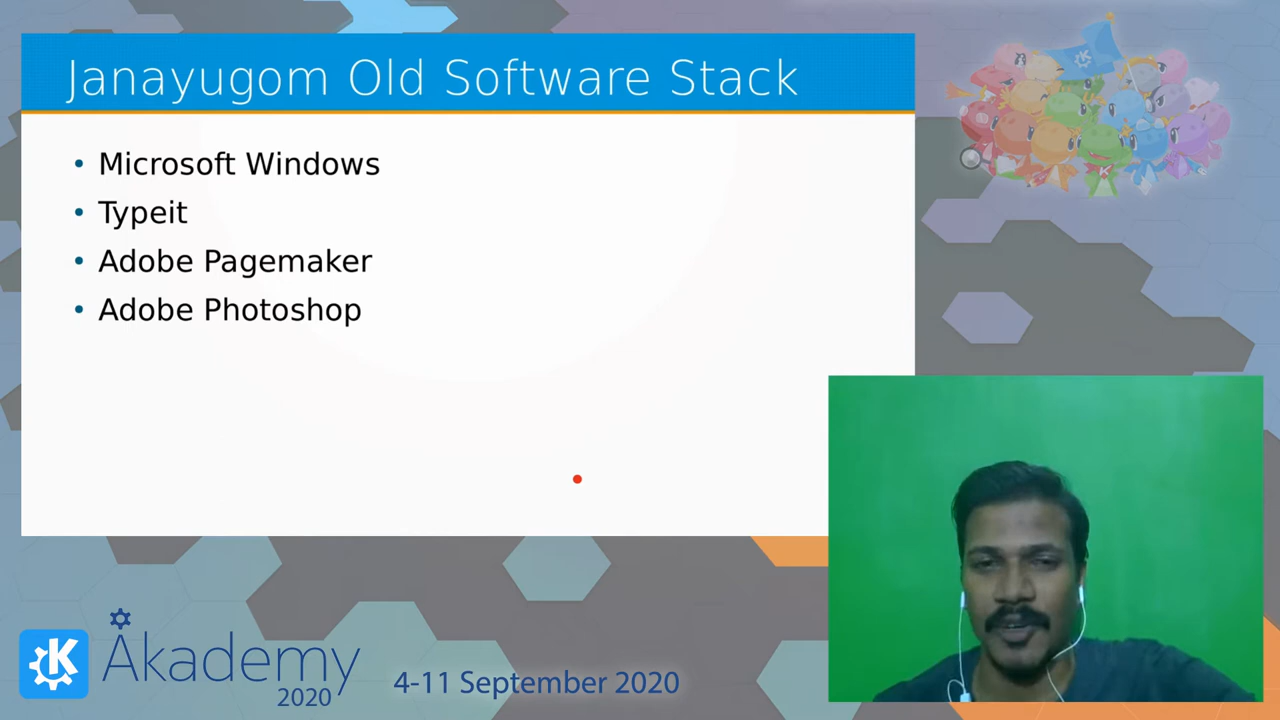 Janayugom Old Software Stack
• Microsoft Windows
• Typeit
• Adobe Pagemaker
• Adobe Photoshop
K
Akademy
2020
4-11 September 2020